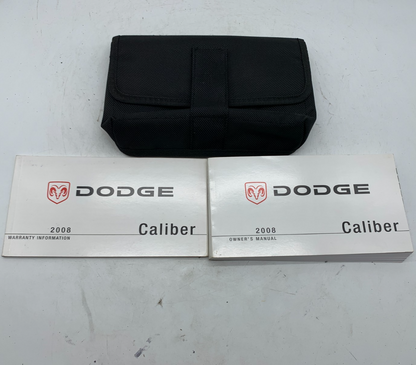 DODGE
2008
WARRANTY INFORMATION
Caliber
DODGE
2008
OWNER'S MANUAL
Caliber